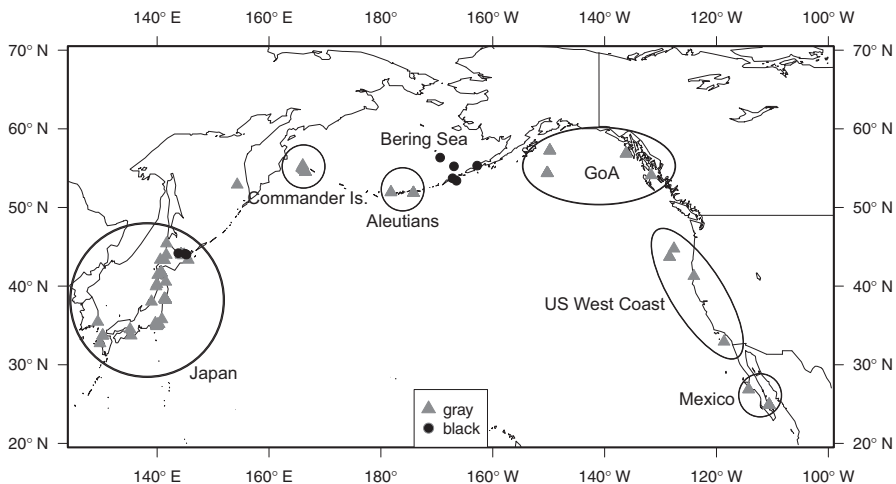 140° E 160° E 180° 160° W 140° W 120° W 100° W
70° N 70° N
60° N 60° N
Bering Sea
GoA
Commander Is.
50° N 50° N
Aleutians
40° N 40° N
US West Coast
30° N 30° N
Japan
Mexico
gray
black
20° N 20° N
140° E 160° E 180° 160° W 140° W 120° W 100° W